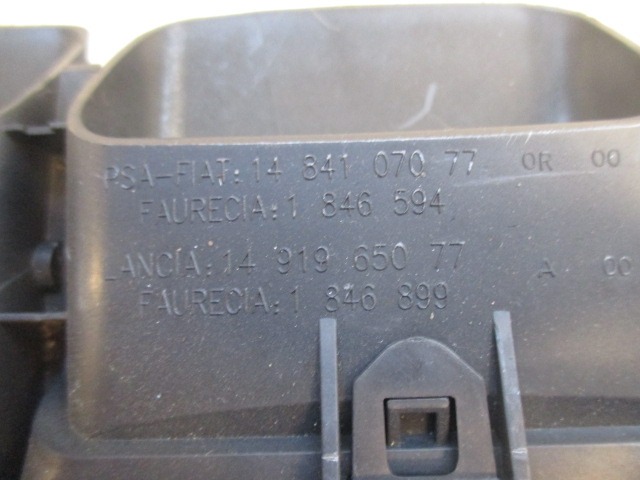 PSA-FIAT: 14 841 070 77 OR 00
FAURECIA: 1 846 594
LANCIA: 14 919 650 77 A 00
FAURECIA: 1 846 899